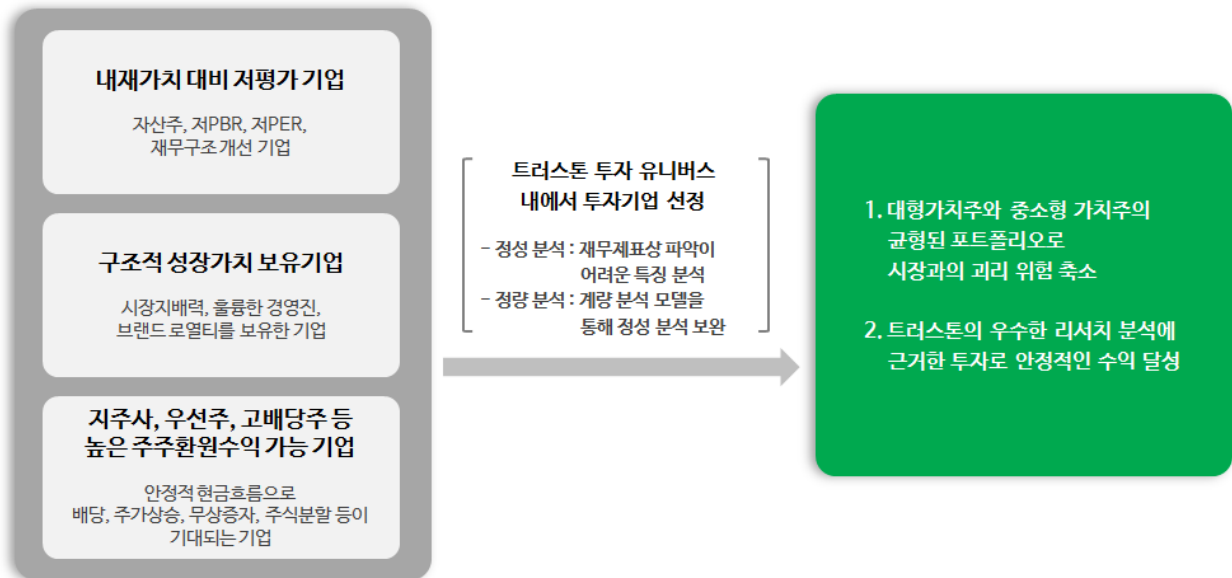 내재가치 대비 저평가 기업
자산주, 저PBR, 저PER,
재무구조 개선 기업
구조적 성장가치 보유기업
시장지배력, 훌륭한 경영진,
브랜드 로열티를 보유한 기업
지주사, 우선주, 고배당주 등
높은 주주환원수익 가능 기업
안정적 현금흐름으로
배당, 주가상승, 무상증자, 주식분할 등이
기대되는 기업
트러스톤 투자 유니버스
내에서 투자기업 선정
- 정성 분석 : 재무제표상 파악이
어려운 특징 분석
- 정량 분석 : 계량 분석 모델을
통해 정성 분석 보완
1. 대형가치주와 중소형 가치주의
균형된 포트폴리오로
시장과의 괴리 위험 축소
2. 트러스톤의 우수한 리서치 분석에
근거한 투자로 안정적인 수익 달성